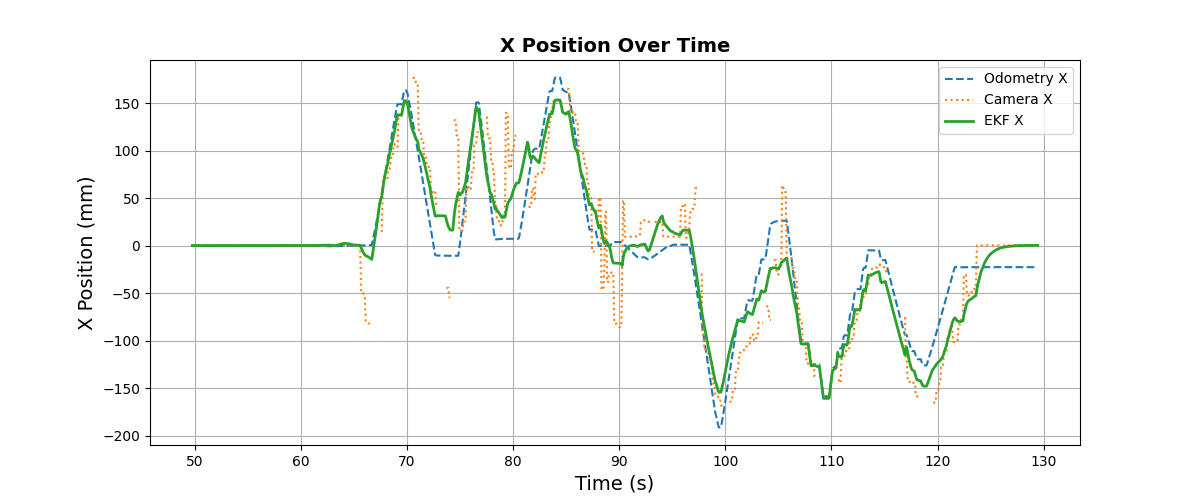 X Position Over Time
Odometry X
Camera X
EKF X
X Position (mm)
150
100
50
0
−50
−100
−150
−200
50 60 70 80 90 100 110 120 130
Time (s)